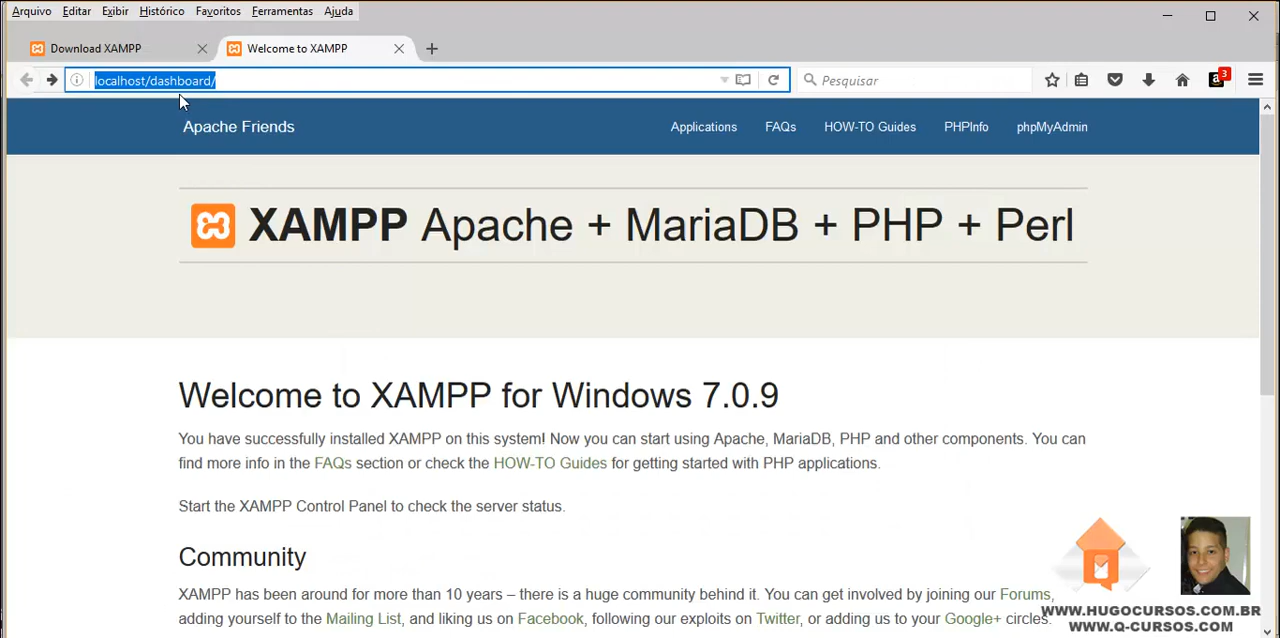 Arquivo Editar Exibir Histórico Favoritos Ferramentas Ajuda
Download XAMPP Welcome to XAMPP
localhost/dashboard/ Pesquisar 3
Apache Friends Applications FAQs HOW-TO Guides PHPInfo phpMyAdmin
XAMPP Apache + MariaDB + PHP + Perl
Welcome to XAMPP for Windows 7.0.9
You have successfully installed XAMPP on this system! Now you can start using Apache, MariaDB, PHP and other components. You can
find more info in the FAQs section or check the HOW-TO Guides for getting started with PHP applications.
Start the XAMPP Control Panel to check the server status.
Community
XAMPP has been around for more than 10 years – there is a huge community behind it. You can get involved by joining our Forums,
adding yourself to the Mailing List, and liking us on Facebook, following our exploits on Twitter, or adding us to your Google+ circles.
WWW.HUGOCURSOS.COM.BR
WWW.Q-CURSOS.COM